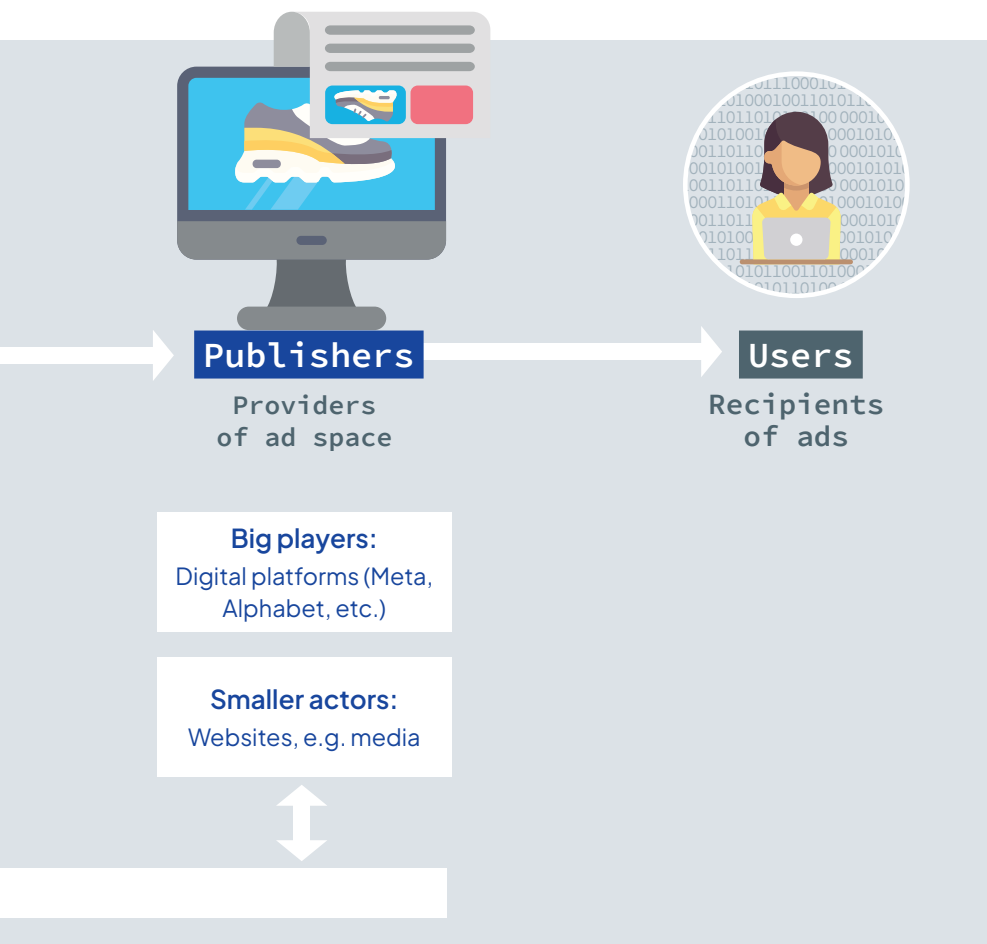 Publishers
Providers
of ad space
Users
Recipients
of ads
Big players:
Digital platforms (Meta,
Alphabet, etc.)
Smaller actors:
Websites, e.g. media